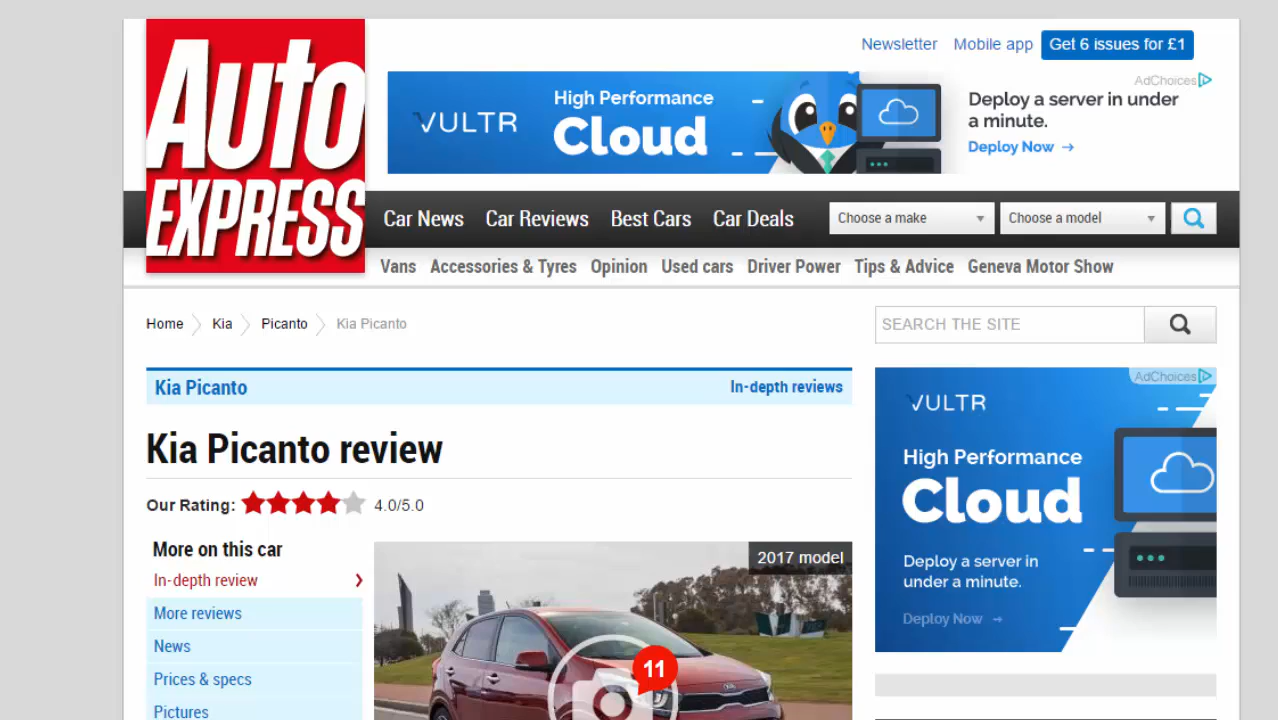 Auto
EXPRESS
Newsletter Mobile app Get 6 issues for £1
AdChoices
VULTR
High Performance
Cloud
Deploy a server in under
a minute.
Deploy Now →
Car News Car Reviews Best Cars Car Deals Choose a make Choose a model
Vans Accessories & Tyres Opinion Used cars Driver Power Tips & Advice Geneva Motor Show
Home Kia Picanto Kia Picanto
SEARCH THE SITE
Kia Picanto In-depth reviews
Kia Picanto review
Our Rating: 4.0/5.0
More on this car
In-depth review
More reviews
News
Prices & specs
Pictures
2017 model
11
AdChoices
VULTR
High Performance
Cloud
Deploy a server in
under a minute.
Deploy Now →